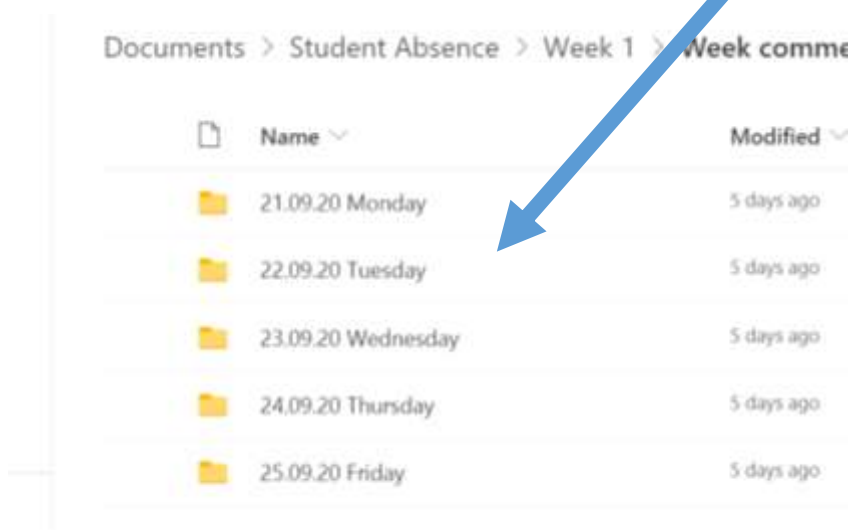 Documents > Student Absence > Week 1 > Week comme
Name Modified
21.09.20 Monday 5 days ago
22.09.20 Tuesday 5 days ago
23.09.20 Wednesday 5 days ago
24.09.20 Thursday 5 days ago
25.09.20 Friday 5 days ago